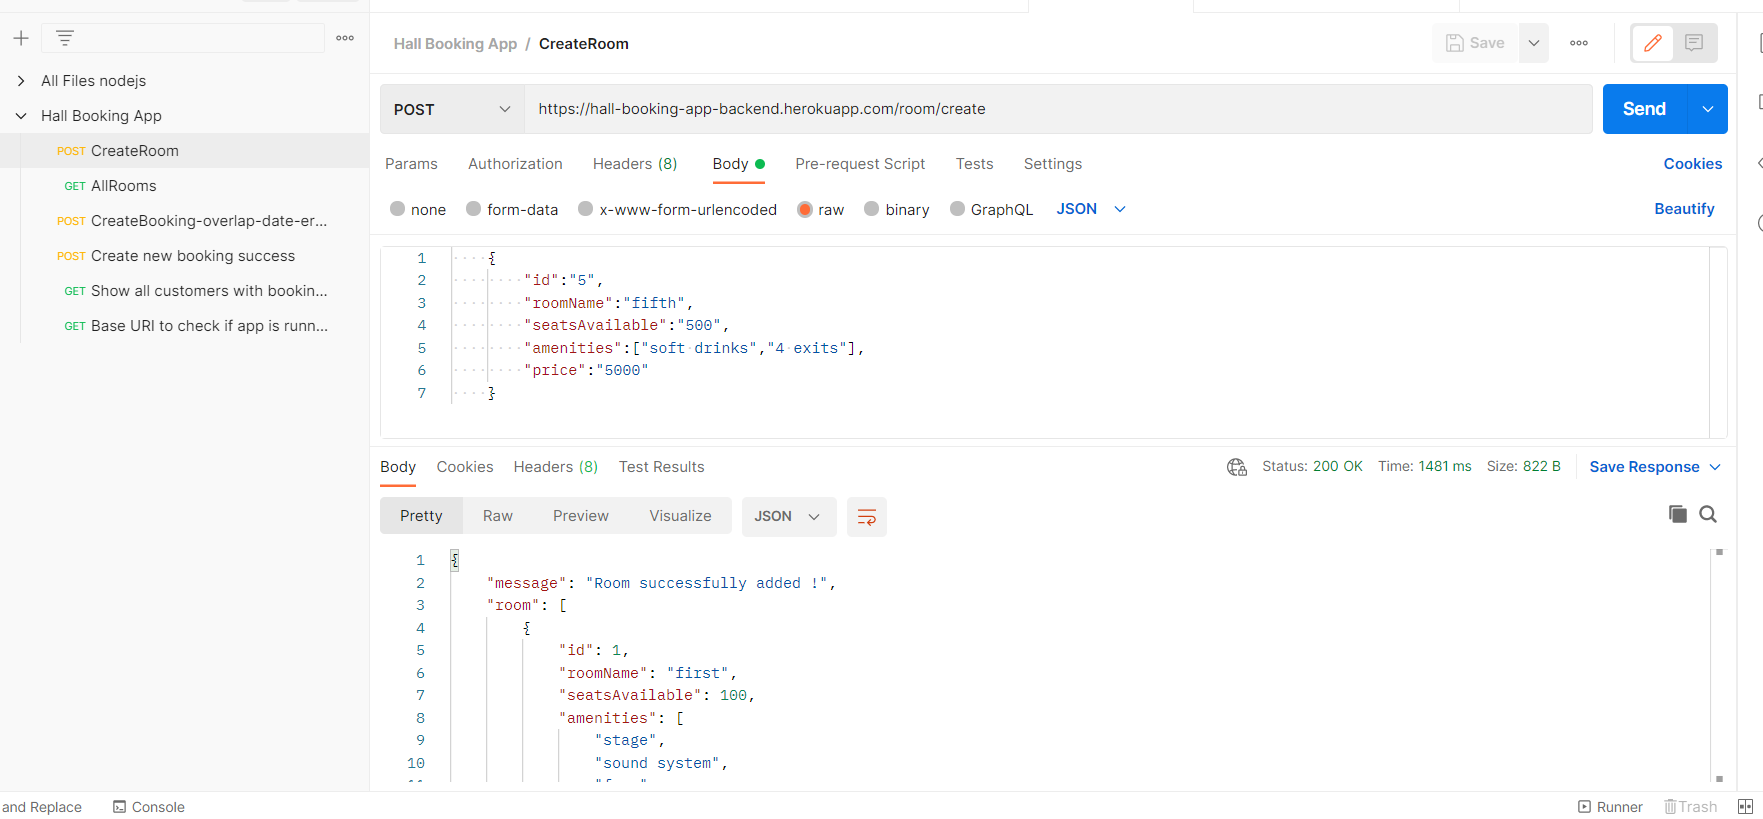 All Files nodejs
Hall Booking App
POST CreateRoom
GET AllRooms
POST CreateBooking-overlap-date-er...
POST Create new booking success
GET Show all customers with bookin...
GET Base URI to check if app is runn...
Hall Booking App / CreateRoom
Save
POST https://hall-booking-app-backend.herokuapp.com/room/create
Send
Params Authorization Headers (8) Body Pre-request Script Tests Settings Cookies
none form-data x-www-form-urlencoded raw binary GraphQL JSON Beautify
1 {
2 "id":"5",
3 "roomName":"fifth",
4 "seatsAvailable":"500",
5 "amenities":["soft drinks","4 exits"],
6 "price":"5000"
7 }
Body Cookies Headers (8) Test Results Status: 200 OK Time: 1481 ms Size: 822 B Save Response
Pretty Raw Preview Visualize JSON
1 {
2 "message": "Room successfully added !",
3 "room": [
4 {
5 "id": 1,
6 "roomName": "first",
7 "seatsAvailable": 100,
8 "amenities": [
9 "stage",
10 "sound system",
and Replace Console Runner Trash